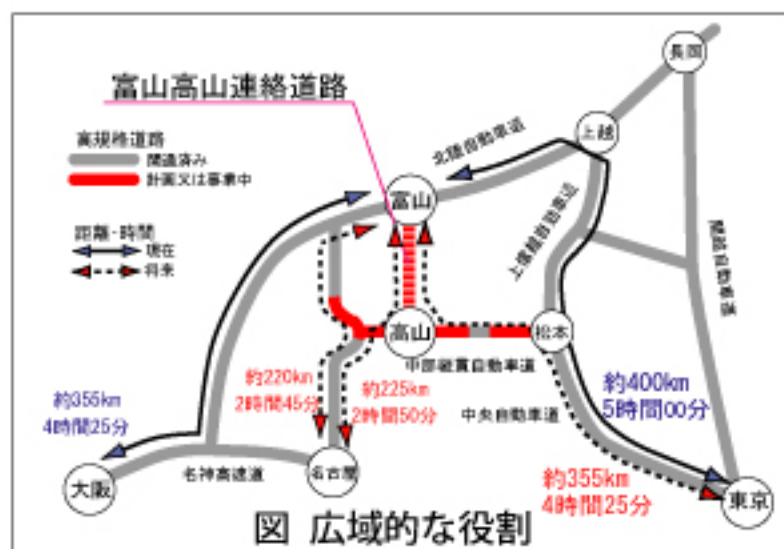 長岡
富山高山連絡道路
上越
高規格道路
開通済み
計画又は事業中
北陸自動車道
富山
距離・時間
現在
将来
上信越自動車道
関越自動車道
高山
松本
中部縦貫自動車道
約220km
2時間45分
約225km
2時間50分
約400km
5時間00分
約355km
4時間25分
中央自動車道
名神高速道
名古屋
大阪
約355km
4時間25分
東京
図 広域的な役割